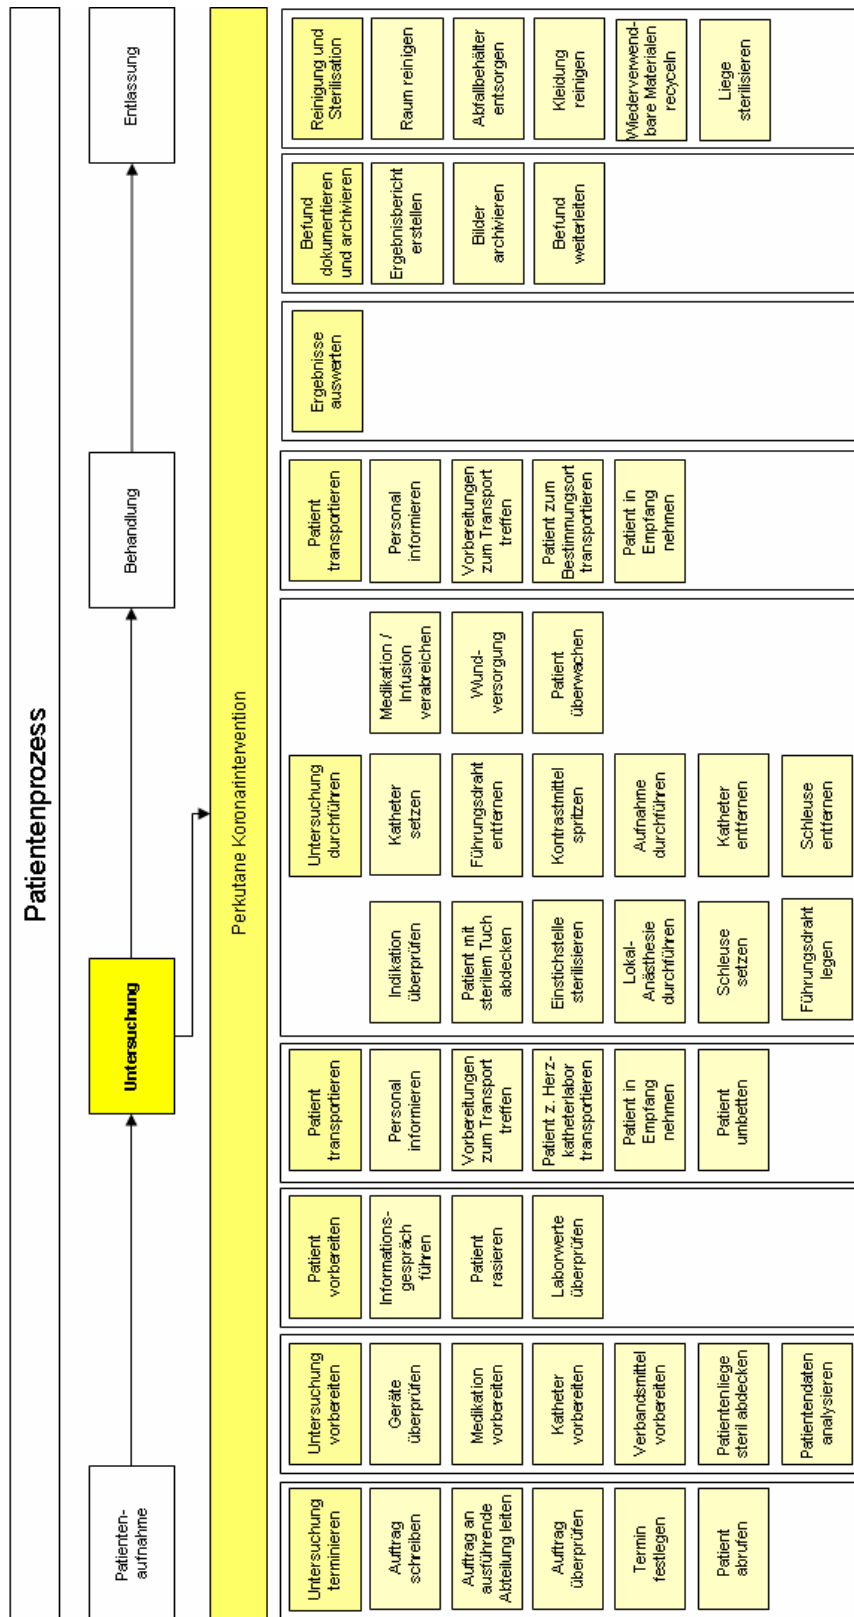 Patientenprozess
Patienten-
aufnahme
Untersuchung
Behandlung
Entlassung
Perkutane Koronarintervention
Untersuchung
terminieren
Auftrag
schreiben
Auftrag an
ausführende
Abteilung leiten
Auftrag
überprüfen
Termin
festlegen
Patient
abrufen
Untersuchung
vorbereiten
Geräte
überprüfen
Medikation
vorbereiten
Katheter
vorbereiten
Verbandsmittel
vorbereiten
Patientenliege
steril abdecken
Patientendaten
analysieren
Patient
vorbereiten
Informations-
gespräch
führen
Patient
rasieren
Laborwerte
überprüfen
Patient
transportieren
Personal
informieren
Vorbereitungen
zum Transport
treffen
Patient z. Herz-
katheterlabor
transportieren
Patient in
Empfang
nehmen
Patient
umbetten
Untersuchung
durchführen
Indikation
überprüfen
Patient mit
sterilem Tuch
abdecken
Einstichstelle
sterilisieren
Lokal-
Anästhesie
durchführen
Schleuse
setzen
Führungsdraht
legen
Katheter
setzen
Führungsdraht
entfernen
Kontrastmittel
spritzen
Aufnahme
durchführen
Katheter
entfernen
Schleuse
entfernen
Medikation /
Infusion
verabreichen
Wund-
versorgung
Patient
überwachen
Patient
transportieren
Personal
informieren
Vorbereitungen
zum Transport
treffen
Patient zum
Bestimmungsort
transportieren
Patient in
Empfang
nehmen
Ergebnisse
auswerten
Befund
dokumentieren
und archivieren
Ergebnisbericht
erstellen
Bilder
archivieren
Befund
weiterleiten
Reinigung und
Sterilisation
Raum reinigen
Abfallbehälter
entsorgen
Kleidung
reinigen
Wiederverwend-
bare Materialen
recyceln
Liege
sterilisieren